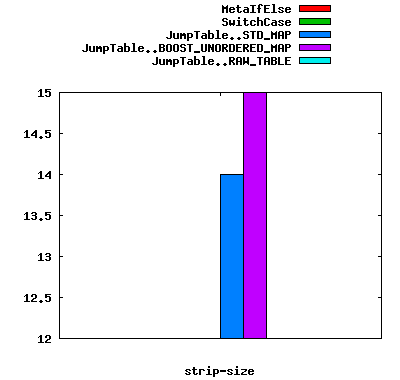 MetaIfElse
SwitchCase
JumpTable..STD_MAP
JumpTable..BOOST_UNORDERED_MAP
JumpTable..RAW_TABLE
15
14.5
14
13.5
13
12.5
12
strip-size